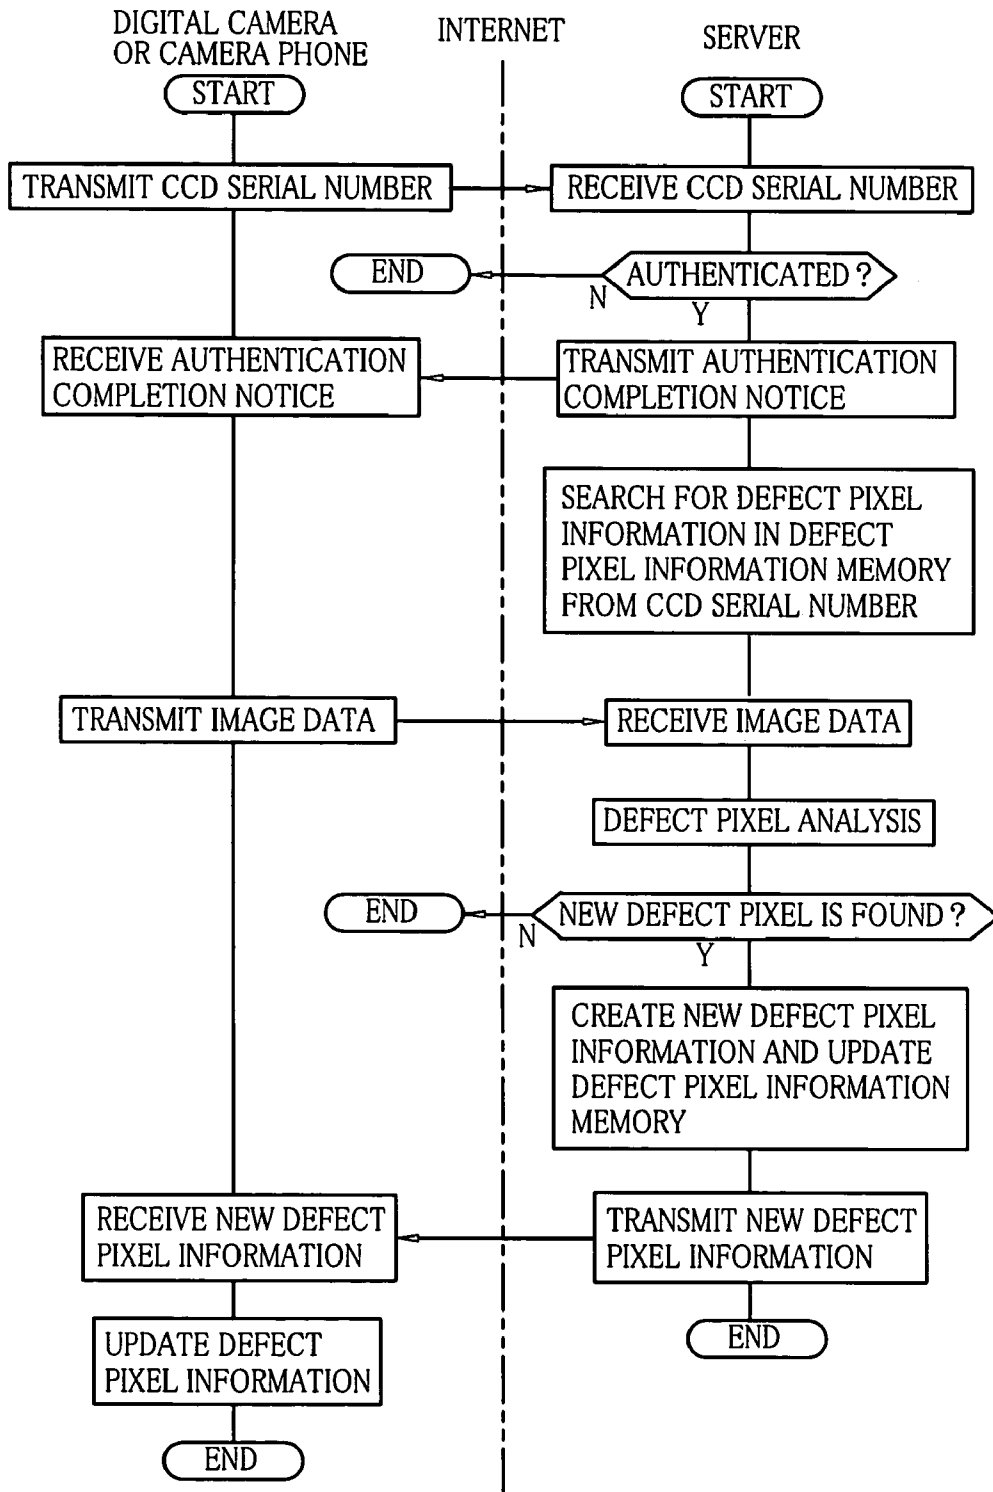 DIGITAL CAMERA
OR CAMERA PHONE
INTERNET
SERVER
START
START
TRANSMIT CCD SERIAL NUMBER
RECEIVE CCD SERIAL NUMBER
END
AUTHENTICATED ?
N
Y
RECEIVE AUTHENTICATION
COMPLETION NOTICE
TRANSMIT AUTHENTICATION
COMPLETION NOTICE
SEARCH FOR DEFECT PIXEL
INFORMATION IN DEFECT
PIXEL INFORMATION MEMORY
FROM CCD SERIAL NUMBER
TRANSMIT IMAGE DATA
RECEIVE IMAGE DATA
DEFECT PIXEL ANALYSIS
END
NEW DEFECT PIXEL IS FOUND ?
N
Y
CREATE NEW DEFECT PIXEL
INFORMATION AND UPDATE
DEFECT PIXEL INFORMATION
MEMORY
RECEIVE NEW DEFECT
PIXEL INFORMATION
TRANSMIT NEW DEFECT
PIXEL INFORMATION
UPDATE DEFECT
PIXEL INFORMATION
END
END